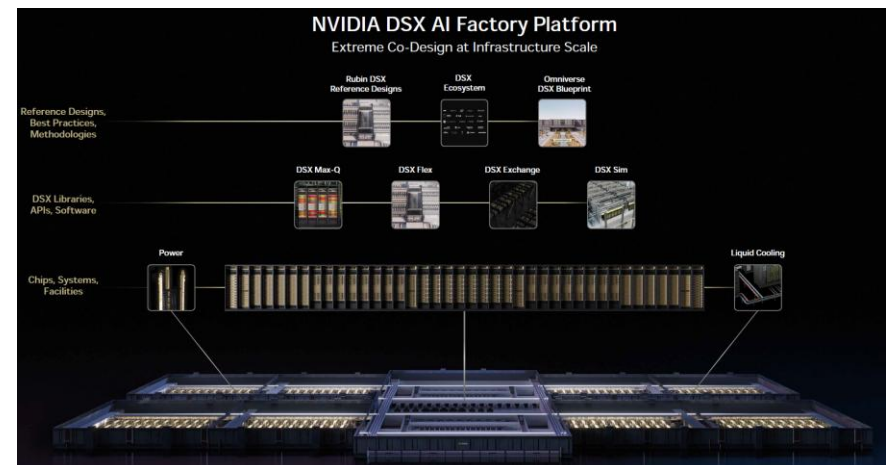 NVIDIA DSX AI Factory Platform
Extreme Co-Design at Infrastructure Scale
Rubin DSX
Reference Designs
DSX
Ecosystem
Omniverse
DSX Blueprint
Reference Designs,
Best Practices,
Methodologies
DSX Max-Q
DSX Flex
DSX Exchange
DSX Sim
DSX Libraries,
APIs, Software
Power
Liquid Cooling
Chips, Systems,
Facilities